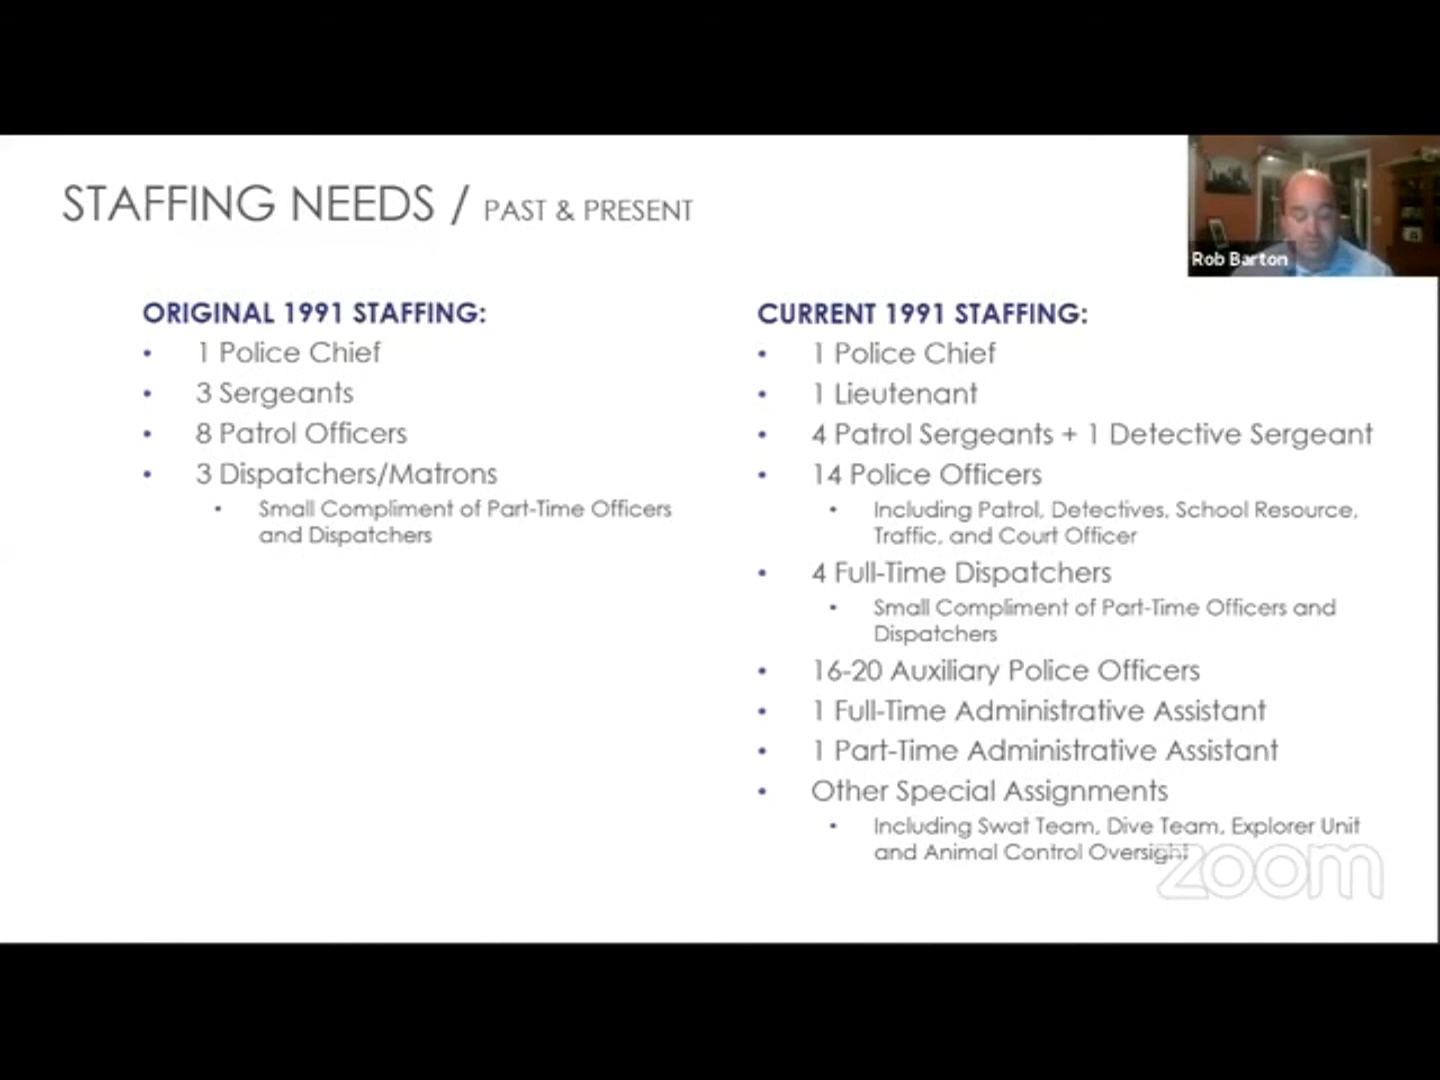 STAFFING NEEDS / PAST & PRESENT
Rob Barton
ORIGINAL 1991 STAFFING:
• 1 Police Chief
• 3 Sergeants
• 8 Patrol Officers
• 3 Dispatchers/Matrons
• Small Compliment of Part-Time Officers
and Dispatchers
CURRENT 1991 STAFFING:
• 1 Police Chief
• 1 Lieutenant
• 4 Patrol Sergeants + 1 Detective Sergeant
• 14 Police Officers
• Including Patrol, Detectives, School Resource,
Traffic, and Court Officer
• 4 Full-Time Dispatchers
• Small Compliment of Part-Time Officers and
Dispatchers
• 16-20 Auxiliary Police Officers
• 1 Full-Time Administrative Assistant
• 1 Part-Time Administrative Assistant
• Other Special Assignments
• Including Swat Team, Dive Team, Explorer Unit
and Animal Control Oversight
zoom